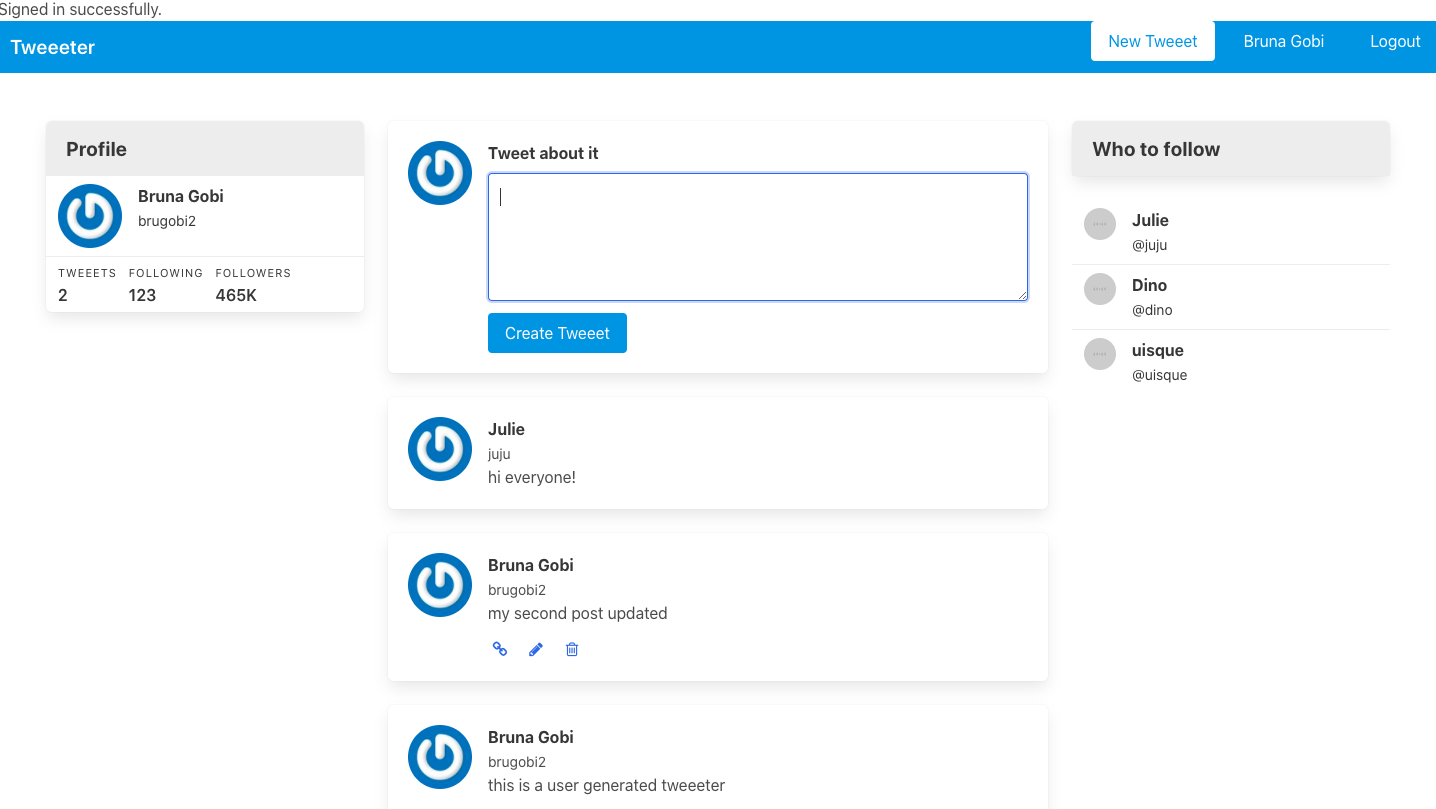 Signed in successfully.
Tweeeter
New Tweeet Bruna Gobi Logout
Profile
Bruna Gobi
brugobi2
TWEEETS FOLLOWING FOLLOWERS
2 123 465K
Tweet about it
Create Tweeet
Julie
juju
hi everyone!
Bruna Gobi
brugobi2
my second post updated
Bruna Gobi
brugobi2
this is a user generated tweeeter
Who to follow
Julie
@juju
Dino
@dino
uisque
@uisque